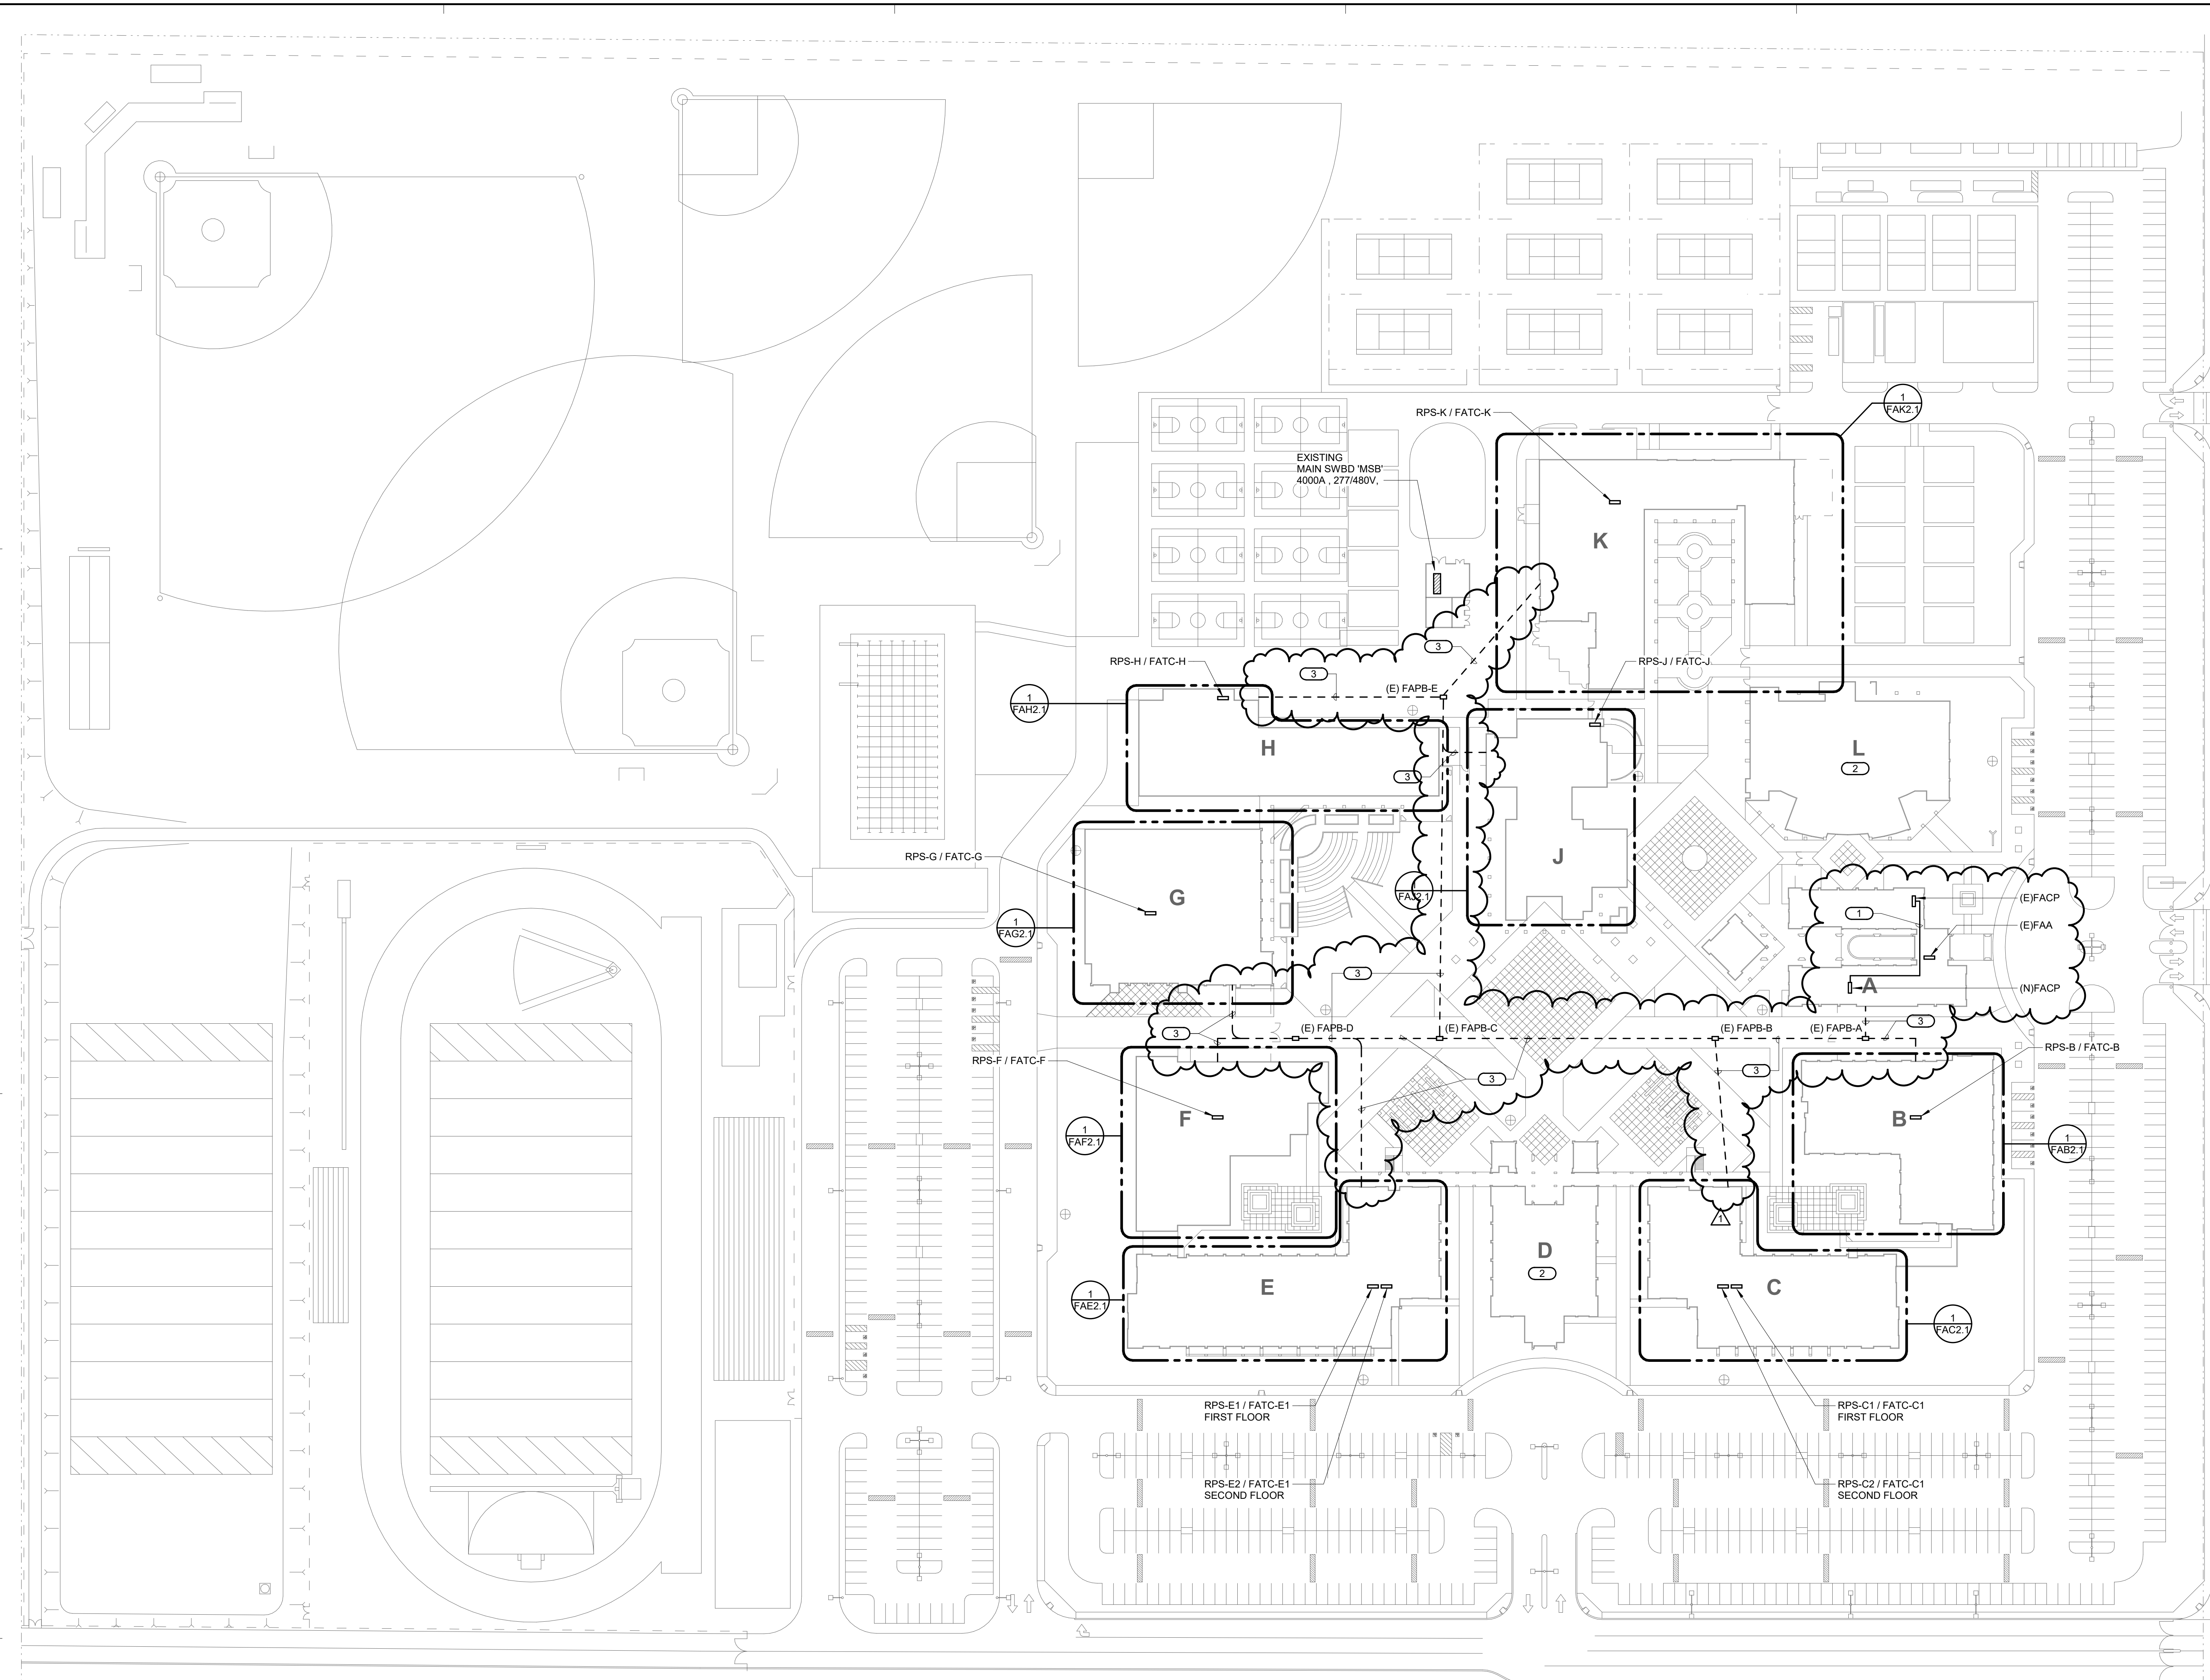 1
FAK2.1
RPS-K / FATC-K
EXISTING
MAIN SWBD 'MSB'
4000A , 277/480V,
K
3
RPS-H / FATC-H
RPS-J / FATC-J
3
(E) FAPB-E
1
FAH2.1
H
L
2
3
J
RPS-G / FATC-G
1
FAJ2.1
G
(E)FACP
1
(E)FAA
1
FAG2.1
3
A
(N)FACP
3
(E) FAPB-D
(E) FAPB-C
(E) FAPB-B
(E) FAPB-A
3
RPS-F / FATC-F
RPS-B / FATC-B
3
3
F
B
1
FAF2.1
1
FAB2.1
1
D
2
E
C
1
FAE2.1
1
FAC2.1
RPS-E1 / FATC-E1
FIRST FLOOR
RPS-C1 / FATC-C1
FIRST FLOOR
RPS-E2 / FATC-E1
SECOND FLOOR
RPS-C2 / FATC-C1
SECOND FLOOR